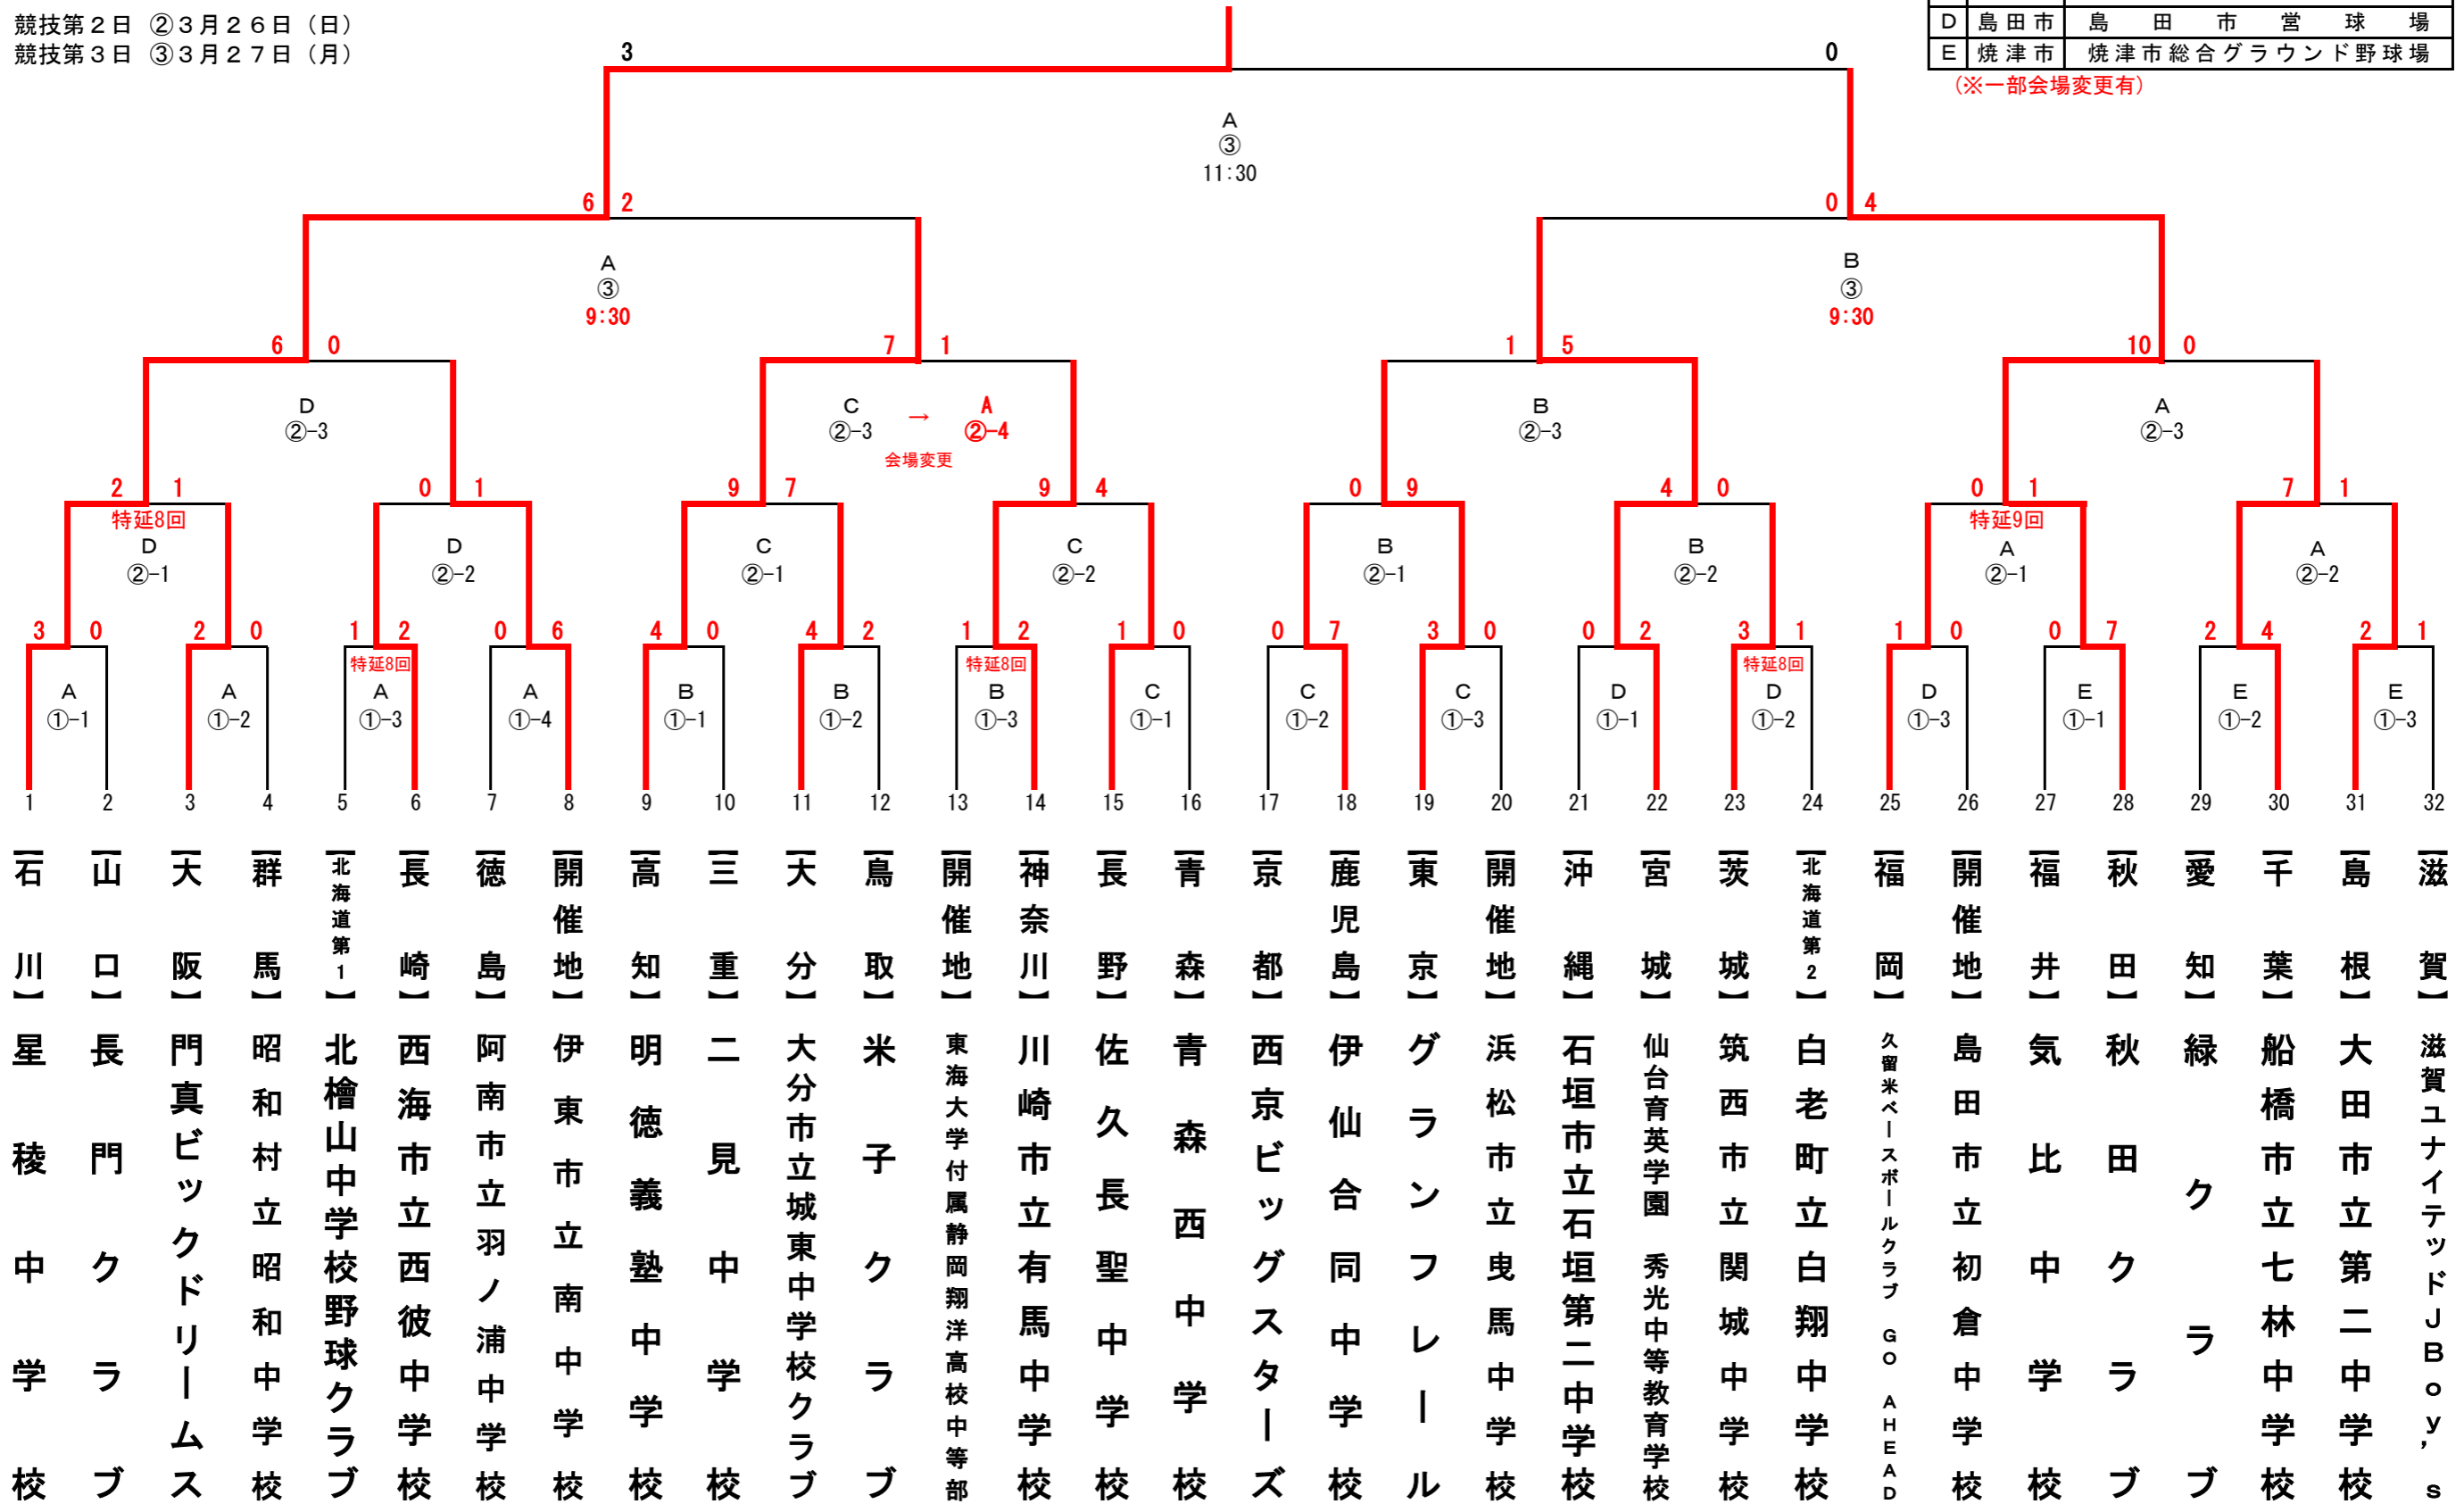 競技第２日 ②３月２６日（日）
競技第３日 ③３月２７日（月）
D 島田市 島田市営球場
E 焼津市 焼津市総合グラウンド野球場
(※一部会場変更有)
3 0
A
③
11:30
6 2 0 4
A B
③ ③
9:30 9:30
6 0 7 1 1 5 10 0
D C → A B A
②-3 ②-3 ②-4 ②-3 ②-3
会場変更
2 1 0 1 9 7 9 4 0 9 4 0 0 1 7 1
特延8回 特延9回
D D C C B B A A
②-1 ②-2 ②-1 ②-2 ②-1 ②-2 ②-1 ②-2
3 0 2 0 1 2 0 6 4 0 4 2 1 2 1 0 0 7 3 0 0 2 3 1 1 0 0 7 2 4 2 1
特延8回 特延8回 特延8回
A A A A B B B C C C D D D E E E
①-1 ①-2 ①-3 ①-4 ①-1 ①-2 ①-3 ①-1 ①-2 ①-3 ①-1 ①-2 ①-3 ①-1 ①-2 ①-3
1 2 3 4 5 6 7 8 9 10 11 12 13 14 15 16 17 18 19 20 21 22 23 24 25 26 27 28 29 30 31 32
【石川】星稜中学校
【山口】長門クラブ
【大阪】門真ビックドリームス
【群馬】昭和村立昭和中学校
【北海道第1】北檜山中学校野球クラブ
【長崎】西海市立西彼中学校
【徳島】阿南市立羽ノ浦中学校
【開催地】伊東市立南中学校
【高知】明徳義塾中学校
【三重】二見中学校
【大分】大分市立城東中学校クラブ
【鳥取】米子クラブ
【開催地】東海大学付属静岡翔洋高校中等部
【神奈川】川崎市立有馬中学校
【長野】佐久長聖中学校
【青森】青森西中学校
【京都】西京ビッグスターズ
【鹿児島】伊仙合同中学校
【東京】グランフレール
【開催地】浜松市立曳馬中学校
【沖縄】石垣市立石垣第二中学校
【宮城】仙台育英学園 秀光中等教育学校
【茨城】筑西市立関城中学校
【北海道第2】白老町立白翔中学校
【福岡】久留米ベースボールクラブ GO AHEAD
【開催地】島田市立初倉中学校
【福井】気比中学校
【秋田】秋田クラブ
【愛知】緑クラブ
【千葉】船橋市立七林中学校
【島根】大田市立第二中学校
【滋賀】滋賀ユナイテッドJBoy's